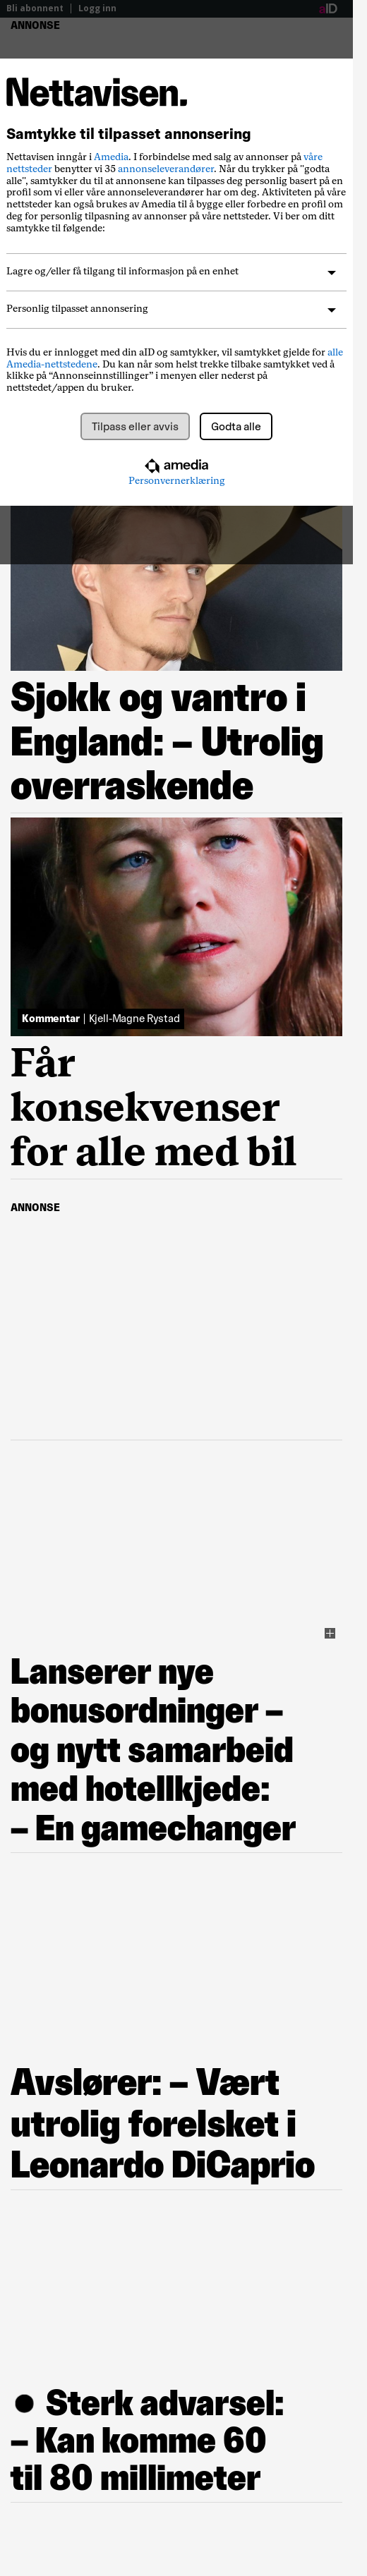 Bli abonnent | Logg inn
aID
ANNONSE
Nettavisen.
Samtykke til tilpasset annonsering
Nettavisen inngår i Amedia. I forbindelse med salg av annonser på våre
nettsteder benytter vi 35 annonseleverandører. Når du trykker på "godta
alle", samtykker du til at annonsene kan tilpasses deg personlig basert på en
profil som vi eller våre annonseleverandører har om deg. Aktiviteten på våre
nettsteder kan også brukes av Amedia til å bygge eller forbedre en profil om
deg for personlig tilpasning av annonser på våre nettsteder. Vi ber om ditt
samtykke til følgende:
Lagre og/eller få tilgang til informasjon på en enhet
Personlig tilpasset annonsering
Hvis du er innlogget med din aID og samtykker, vil samtykket gjelde for alle
Amedia-nettstedene. Du kan når som helst trekke tilbake samtykket ved å
klikke på “Annonseinnstillinger” i menyen eller nederst på
nettstedet/appen du bruker.
Tilpass eller avvis
Godta alle
amedia
Personvernerklæring
Sjokk og vantro i
England: – Utrolig
overraskende
Kommentar | Kjell-Magne Rystad
Får
konsekvenser
for alle med bil
ANNONSE
Lanserer nye
bonusordninger –
og nytt samarbeid
med hotellkjede:
– En gamechanger
Avslører: – Vært
utrolig forelsket i
Leonardo DiCaprio
● Sterk advarsel:
– Kan komme 60
til 80 millimeter